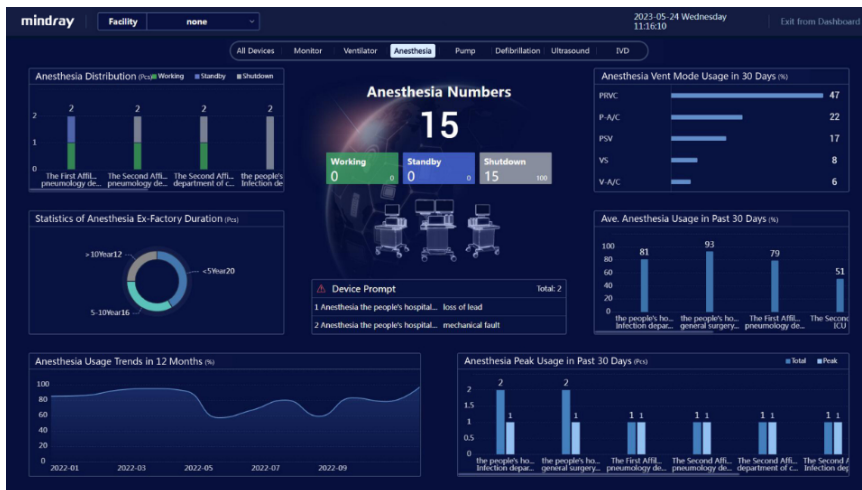 mindray
Facility
none
2023-05-24 Wednesday
11:16:10
Exit from Dashboard
All Devices
Monitor
Ventilator
Anesthesia
Pump
Defibrillation
Ultrasound
IVD
Anesthesia Distribution (Pcs)
Working
Standby
Shutdown
2
1
0
2
2
2
2
The First Affil...
pneumology de...
The Second Affi...
pneumology de...
The Second Affi...
department of c...
the people's
Infection de
Anesthesia Numbers
15
Working
0
0
Standby
0
0
Shutdown
15
100
Anesthesia Vent Mode Usage in 30 Days (%)
PRVC
47
P-A/C
22
PSV
17
VS
8
V-A/C
6
Statistics of Anesthesia Ex-Factory Duration (Pcs)
>10Year12
<5Year20
5-10Year16
Device Prompt
Total: 2
1 Anesthesia the people's hospital... loss of lead
2 Anesthesia the people's hospital... mechanical fault
Ave. Anesthesia Usage in Past 30 Days (%)
100
80
60
40
20
0
81
93
79
51
the people's ho...
Infection depar...
the people's ho...
general surgery...
The First Affil...
pneumology de...
The Second
ICU
Anesthesia Usage Trends in 12 Months (%)
100
80
60
40
20
0
2022-01
2022-03
2022-05
2022-07
2022-09
Anesthesia Peak Usage in Past 30 Days (Pcs)
Total
Peak
2
1.5
1
0.5
0
2
1
2
1
1 1
1 1
1 1
1 1
the people's ho...
Infection depar...
the people's ho...
general surgery...
The First Affil...
pneumology de...
The Second Affi...
pneumology de...
The Second Affi...
department of c...
The Second A
Infection dep